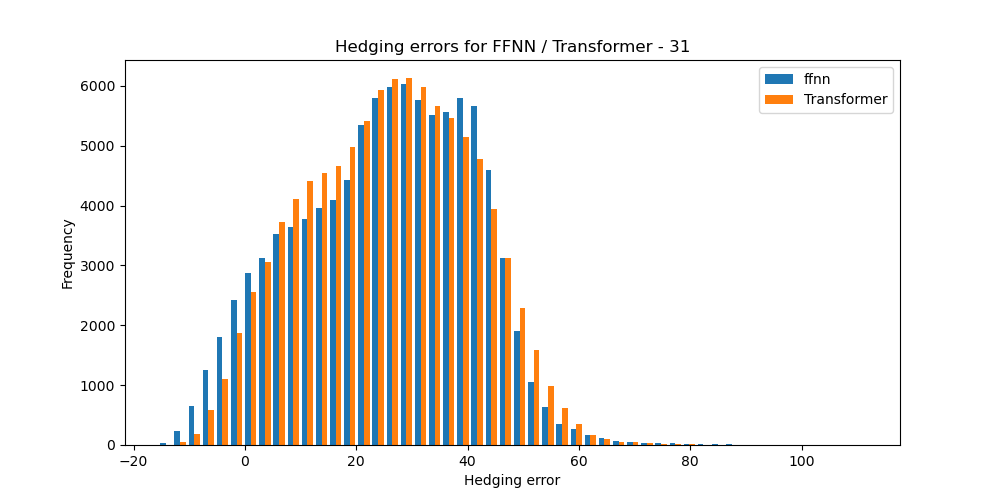 Hedging errors for FFNN / Transformer - 31
ffnn
Transformer
6000
5000
4000
3000
2000
1000
0
Frequency
−20
0
20
40
60
80
100
Hedging error